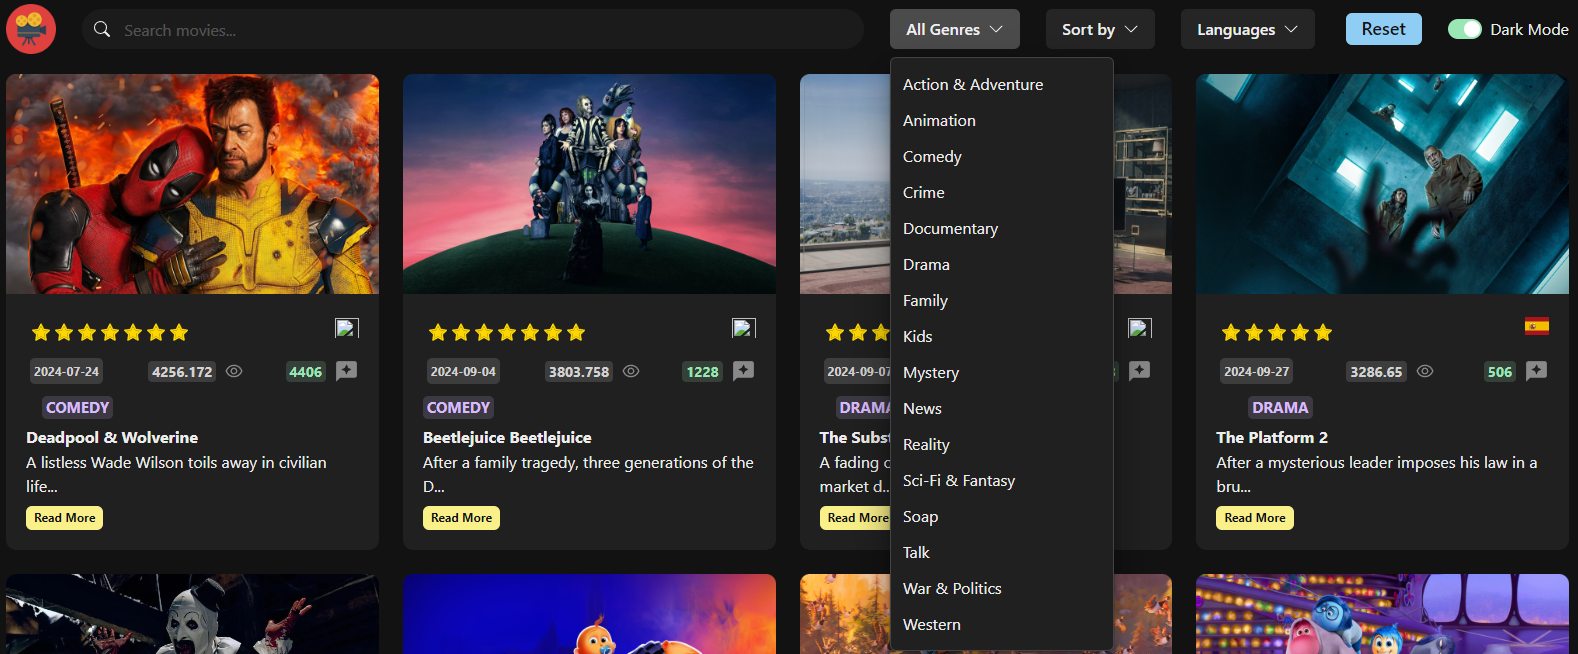 Search movies...
All Genres
Sort by
Languages
Reset
Dark Mode
Action & Adventure
Animation
Comedy
Crime
Documentary
Drama
Family
Kids
Mystery
News
Reality
Sci-Fi & Fantasy
Soap
Talk
War & Politics
Western
2024-07-24 4256.172 4406
COMEDY
Deadpool & Wolverine
A listless Wade Wilson toils away in civilian
life...
Read More
2024-09-04 3803.758 1228
COMEDY
Beetlejuice Beetlejuice
After a family tragedy, three generations of the
D...
Read More
2024-09-07
DRAMA
The Subst
A fading
market d...
Read More
2024-09-27 3286.65 506
DRAMA
The Platform 2
After a mysterious leader imposes his law in a
bru...
Read More